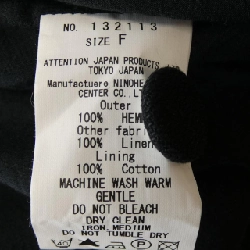 NO. 132113
SIZE F
ATTENTION JAPAN PRODUCTS
TOKYO JAPAN
Manufacture NINOHE
CENTER CO., LT
Outer
100% HEM
Other fabri
100% Linen
Lining
100% Cotton
MACHINE WASH WARM
GENTLE
DO NOT BLEACH
DRY CLEAN
IRON, MEDIUM
DO NOT TUMBLE DRY